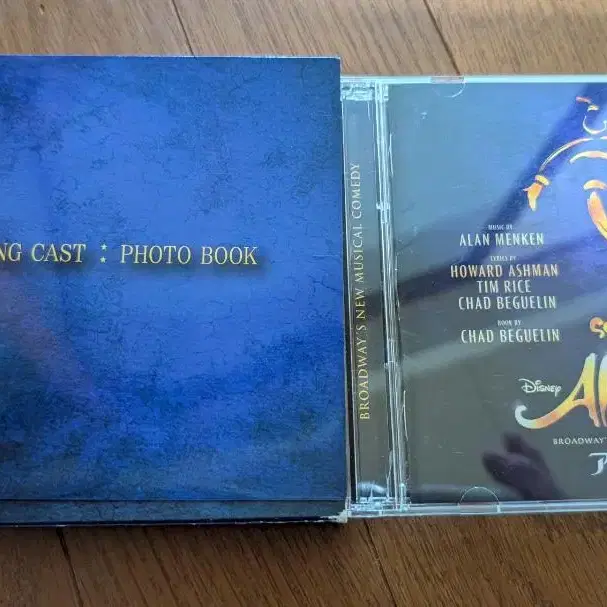 NG CAST : PHOTO BOOK
BROADWAY'S NEW MUSICAL COMEDY
MUSIC BY
ALAN MENKEN
LYRICS BY
HOWARD ASHMAN
TIM RICE
CHAD BEGUELIN
BOOK BY
CHAD BEGUELIN
Disney
BROADWAY'S